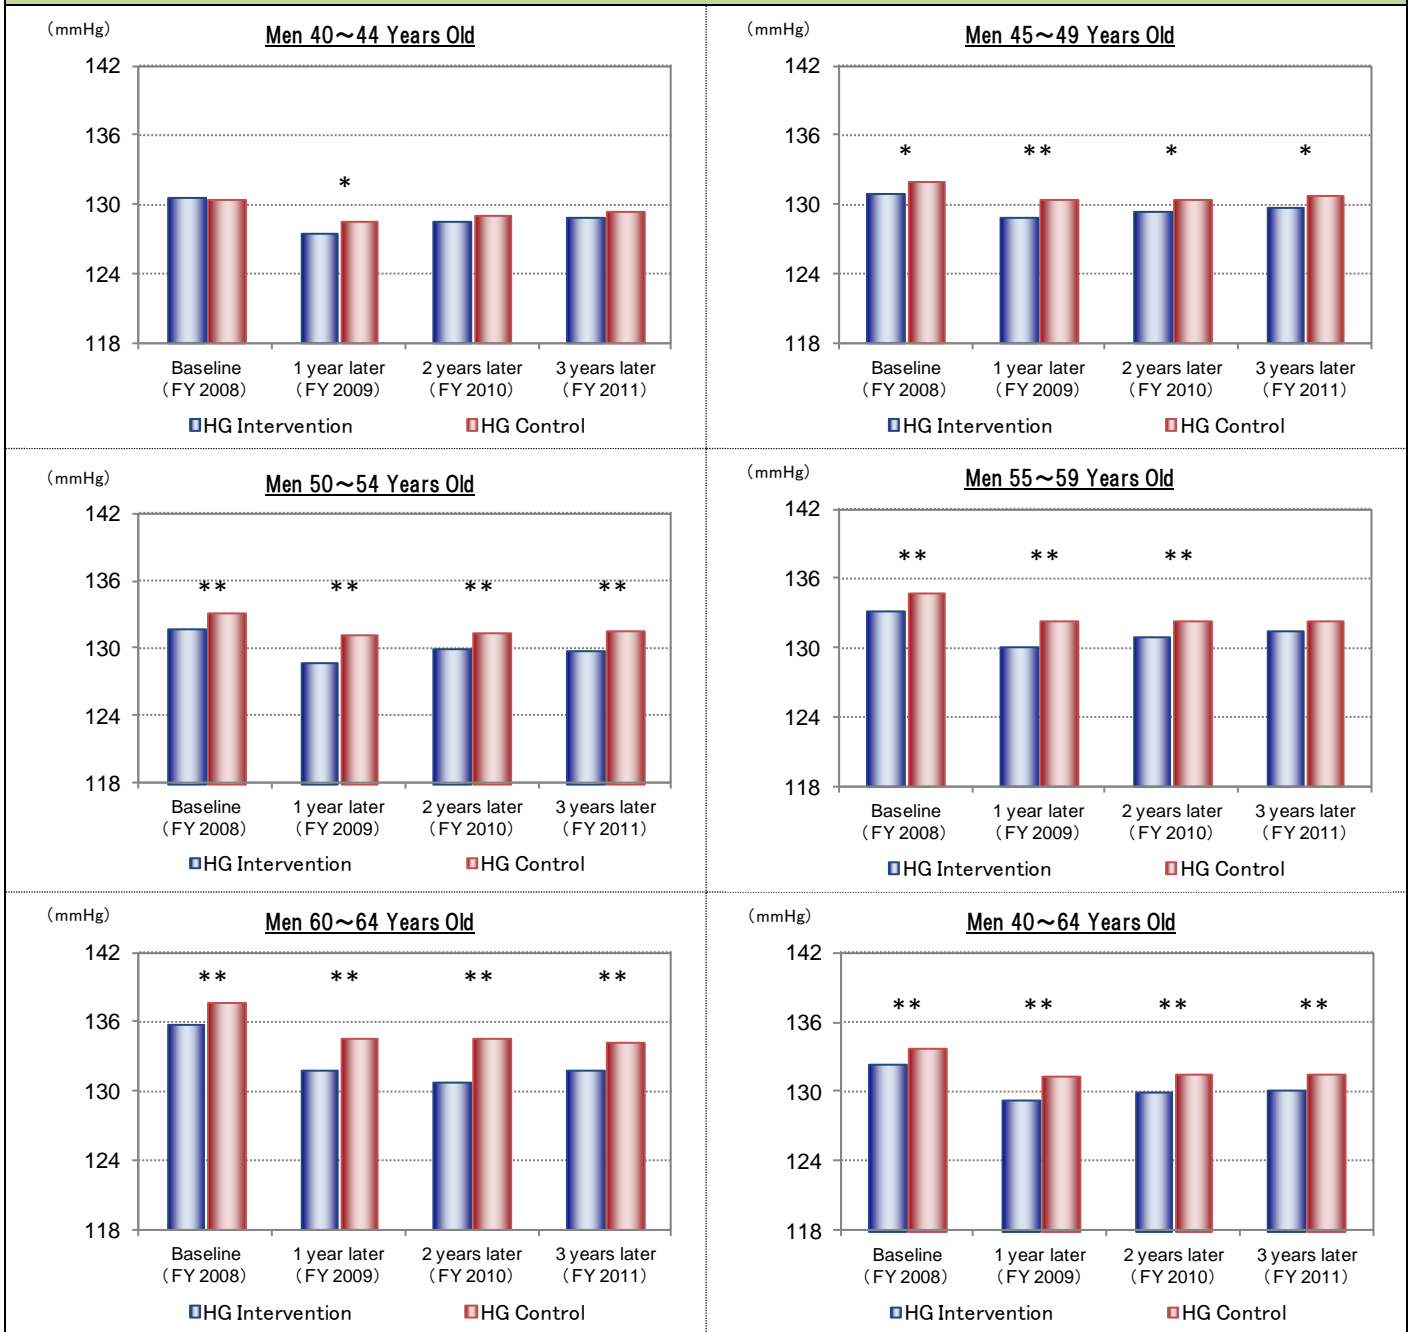 （mmHg）
Men 40～44 Years Old
142
136
130
124
118
*
Baseline
（FY 2008）
1 year later
（FY 2009）
2 years later
（FY 2010）
3 years later
（FY 2011）
HG Intervention
HG Control
（mmHg）
Men 45～49 Years Old
142
136
130
124
118
*
**
*
*
Baseline
（FY 2008）
1 year later
（FY 2009）
2 years later
（FY 2010）
3 years later
（FY 2011）
HG Intervention
HG Control
（mmHg）
Men 50～54 Years Old
142
136
130
124
118
**
**
**
**
Baseline
（FY 2008）
1 year later
（FY 2009）
2 years later
（FY 2010）
3 years later
（FY 2011）
HG Intervention
HG Control
（mmHg）
Men 55～59 Years Old
142
136
130
124
118
**
**
**
Baseline
（FY 2008）
1 year later
（FY 2009）
2 years later
（FY 2010）
3 years later
（FY 2011）
HG Intervention
HG Control
（mmHg）
Men 60～64 Years Old
142
136
130
124
118
**
**
**
**
Baseline
（FY 2008）
1 year later
（FY 2009）
2 years later
（FY 2010）
3 years later
（FY 2011）
HG Intervention
HG Control
（mmHg）
Men 40～64 Years Old
142
136
130
124
118
**
**
**
**
Baseline
（FY 2008）
1 year later
（FY 2009）
2 years later
（FY 2010）
3 years later
（FY 2011）
HG Intervention
HG Control